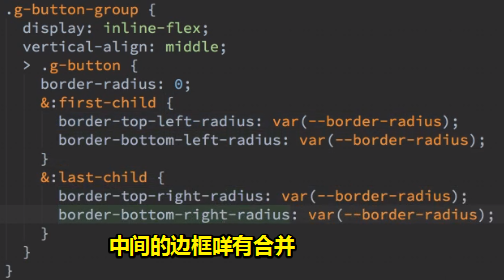 .g-button-group {
display: inline-flex;
vertical-align: middle;
> .g-button {
border-radius: 0;
&:first-child {
border-top-left-radius: var(--border-radius);
border-bottom-left-radius: var(--border-radius);
}
&:last-child {
border-top-right-radius: var(--border-radius);
border-bottom-right-radius: var(--border-radius);
}
}
中间的边框咩有合并
}